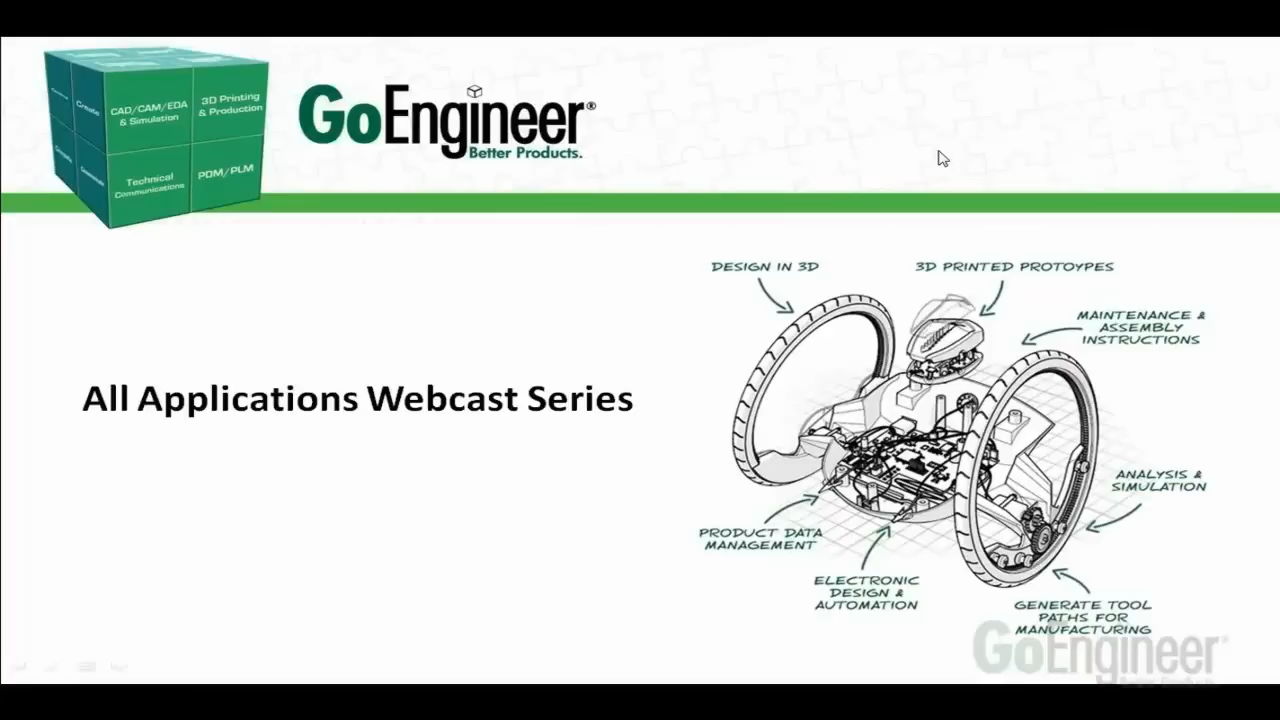 CAD/CAM/EDA
& Simulation
3D Printing
& Production
Technical
Communications
PDM/PLM
Create
GoEngineer®
Better Products.
All Applications Webcast Series
DESIGN IN 3D
3D PRINTED PROTOYPES
MAINTENANCE &
ASSEMBLY
INSTRUCTIONS
ANALYSIS &
SIMULATION
PRODUCT DATA
MANAGEMENT
ELECTRONIC
DESIGN &
AUTOMATION
GENERATE TOOL
PATHS FOR
MANUFACTURING
GoEngineer®